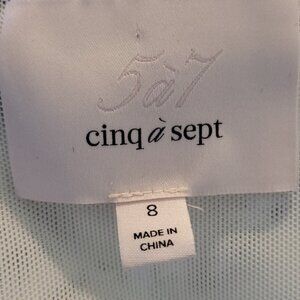 5à7
cinq à sept
8
MADE IN
CHINA